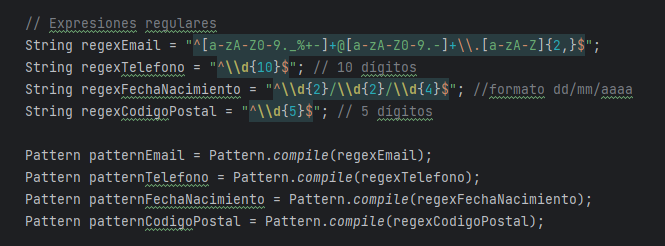 // Expresiones regulares
String regexEmail = "^[a-zA-Z0-9._%+-]+@[a-zA-Z0-9.-]+\\.[a-zA-Z]{2,}$";
String regexTelefono = "^\\d{10}$"; // 10 digitos
String regexFechaNacimiento = "^\\d{2}/\\d{2}/\\d{4}$"; //formato dd/mm/aaaa
String regexCodigoPostal = "^\\d{5}$"; // 5 digitos
Pattern patternEmail = Pattern.compile(regexEmail);
Pattern patternTelefono = Pattern.compile(regexTelefono);
Pattern patternFechaNacimiento = Pattern.compile(regexFechaNacimiento);
Pattern patternCodigoPostal = Pattern.compile(regexCodigoPostal);